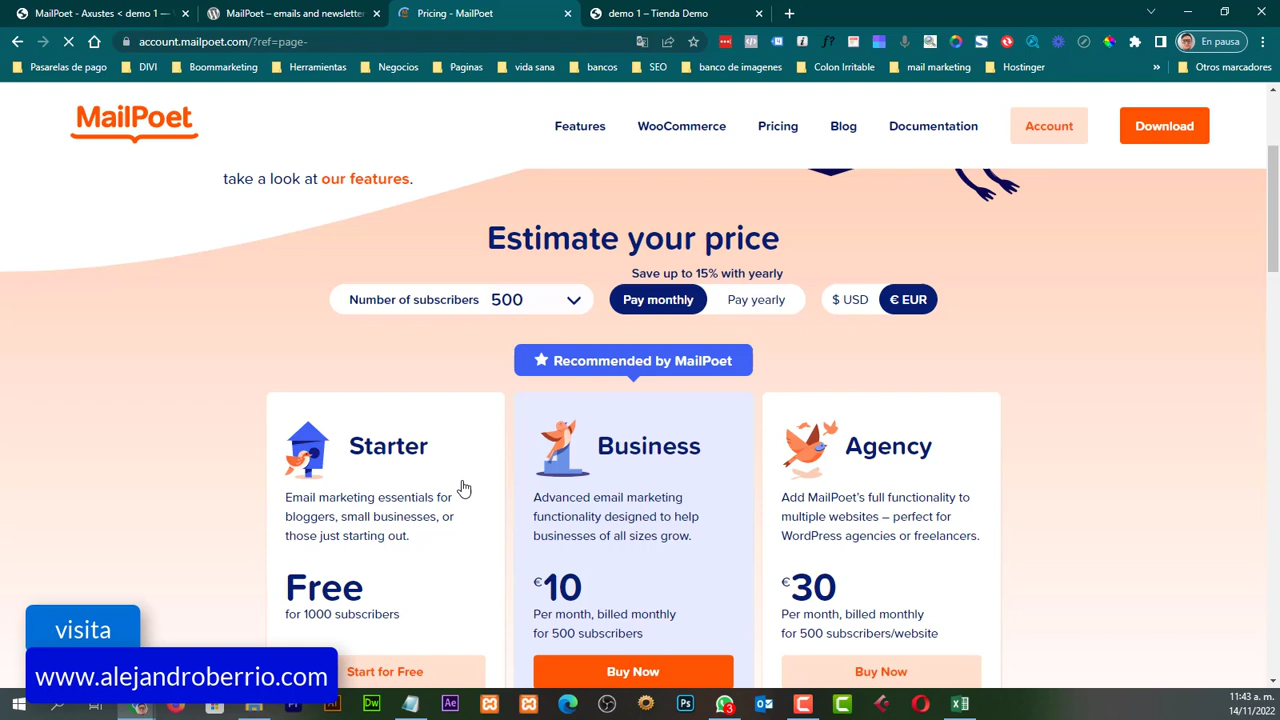 MailPoet - Axustes < demo 1 —
MailPoet – emails and newsletter
Pricing - MailPoet
demo 1 – Tienda Demo
account.mailpoet.com/?ref=page-
En pausa
Pasarelas de pago
DIVI
Boommarketing
Herramientas
Negocios
Paginas
vida sana
bancos
SEO
banco de imagenes
Colon Irritable
mail marketing
Hostinger
»
Otros marcadores
MailPoet
Features
WooCommerce
Pricing
Blog
Documentation
Account
Download
take a look at our features.
Estimate your price
Save up to 15% with yearly
Number of subscribers 500
Pay monthly
Pay yearly
$ USD
€ EUR
Recommended by MailPoet
Starter
Email marketing essentials for
bloggers, small businesses, or
those just starting out.
Free
for 1000 subscribers
Start for Free
Business
Advanced email marketing
functionality designed to help
businesses of all sizes grow.
€10
Per month, billed monthly
for 500 subscribers
Buy Now
Agency
Add MailPoet’s full functionality to
multiple websites – perfect for
WordPress agencies or freelancers.
€30
Per month, billed monthly
for 500 subscribers/website
Buy Now
visita
www.alejandroberrio.com
Dw
Ae
Ps
3
11:43 a. m.
14/11/2022